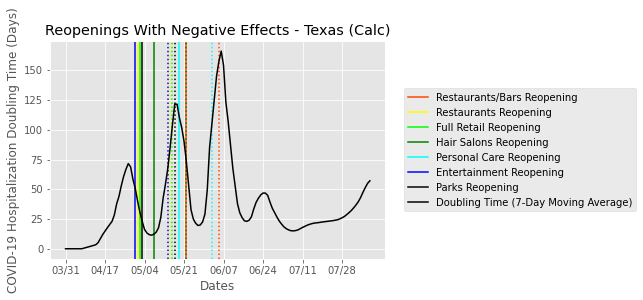 Reopenings With Negative Effects - Texas (Calc)
COVID-19 Hospitalization Doubling Time (Days)
150
125
100
75
50
25
0
03/31 04/17 05/04 05/21 06/07 06/24 07/11 07/28
Dates
Restaurants/Bars Reopening
Restaurants Reopening
Full Retail Reopening
Hair Salons Reopening
Personal Care Reopening
Entertainment Reopening
Parks Reopening
Doubling Time (7-Day Moving Average)